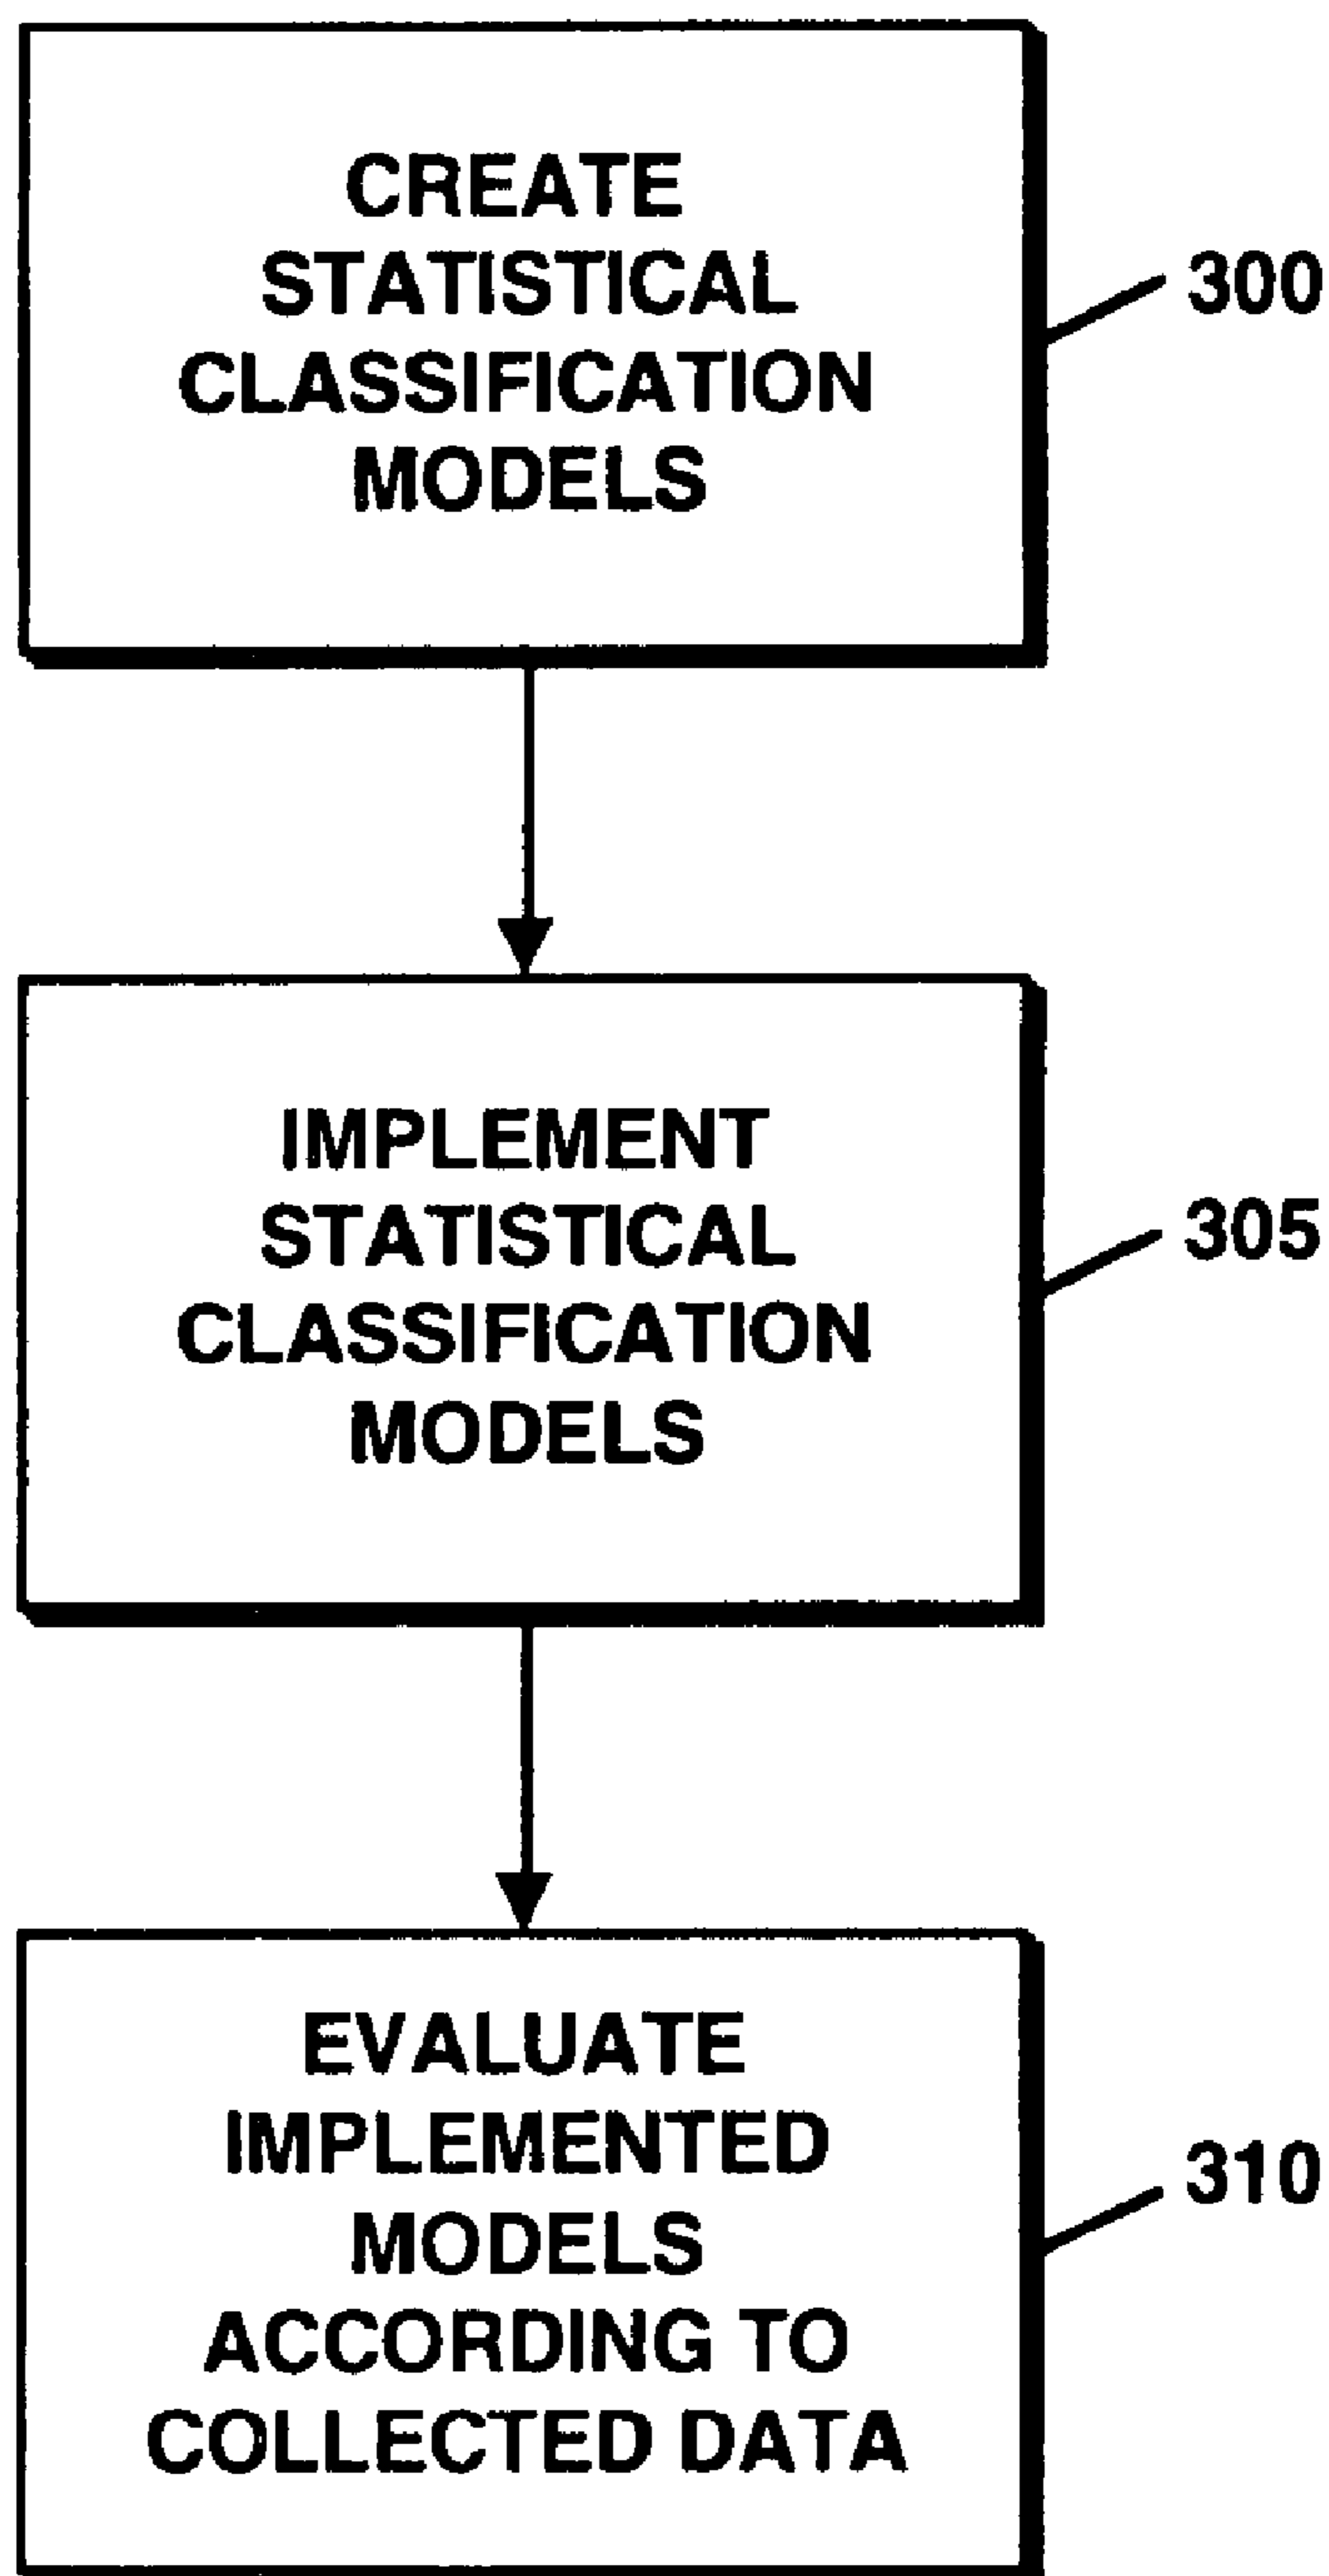 CREATE
STATISTICAL
CLASSIFICATION
MODELS
300
IMPLEMENT
STATISTICAL
CLASSIFICATION
MODELS
305
EVALUATE
IMPLEMENTED
MODELS
ACCORDING TO
COLLECTED DATA
310